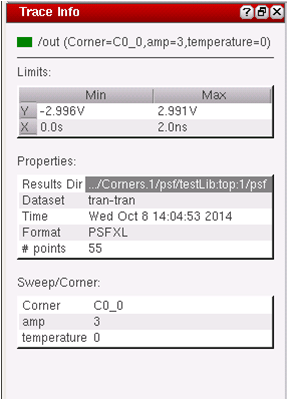 Trace Info
/out (Corner=C0_0,amp=3,temperature=0)
Limits:
Min Max
Y -2.996V 2.991V
X 0.0s 2.0ns
Properties:
Results Dir .../Corners.1/psf/testLib:top:1/psf
Dataset tran-tran
Time Wed Oct 8 14:04:53 2014
Format PSFXL
# points 55
Sweep/Corner:
Corner C0_0
amp 3
temperature 0